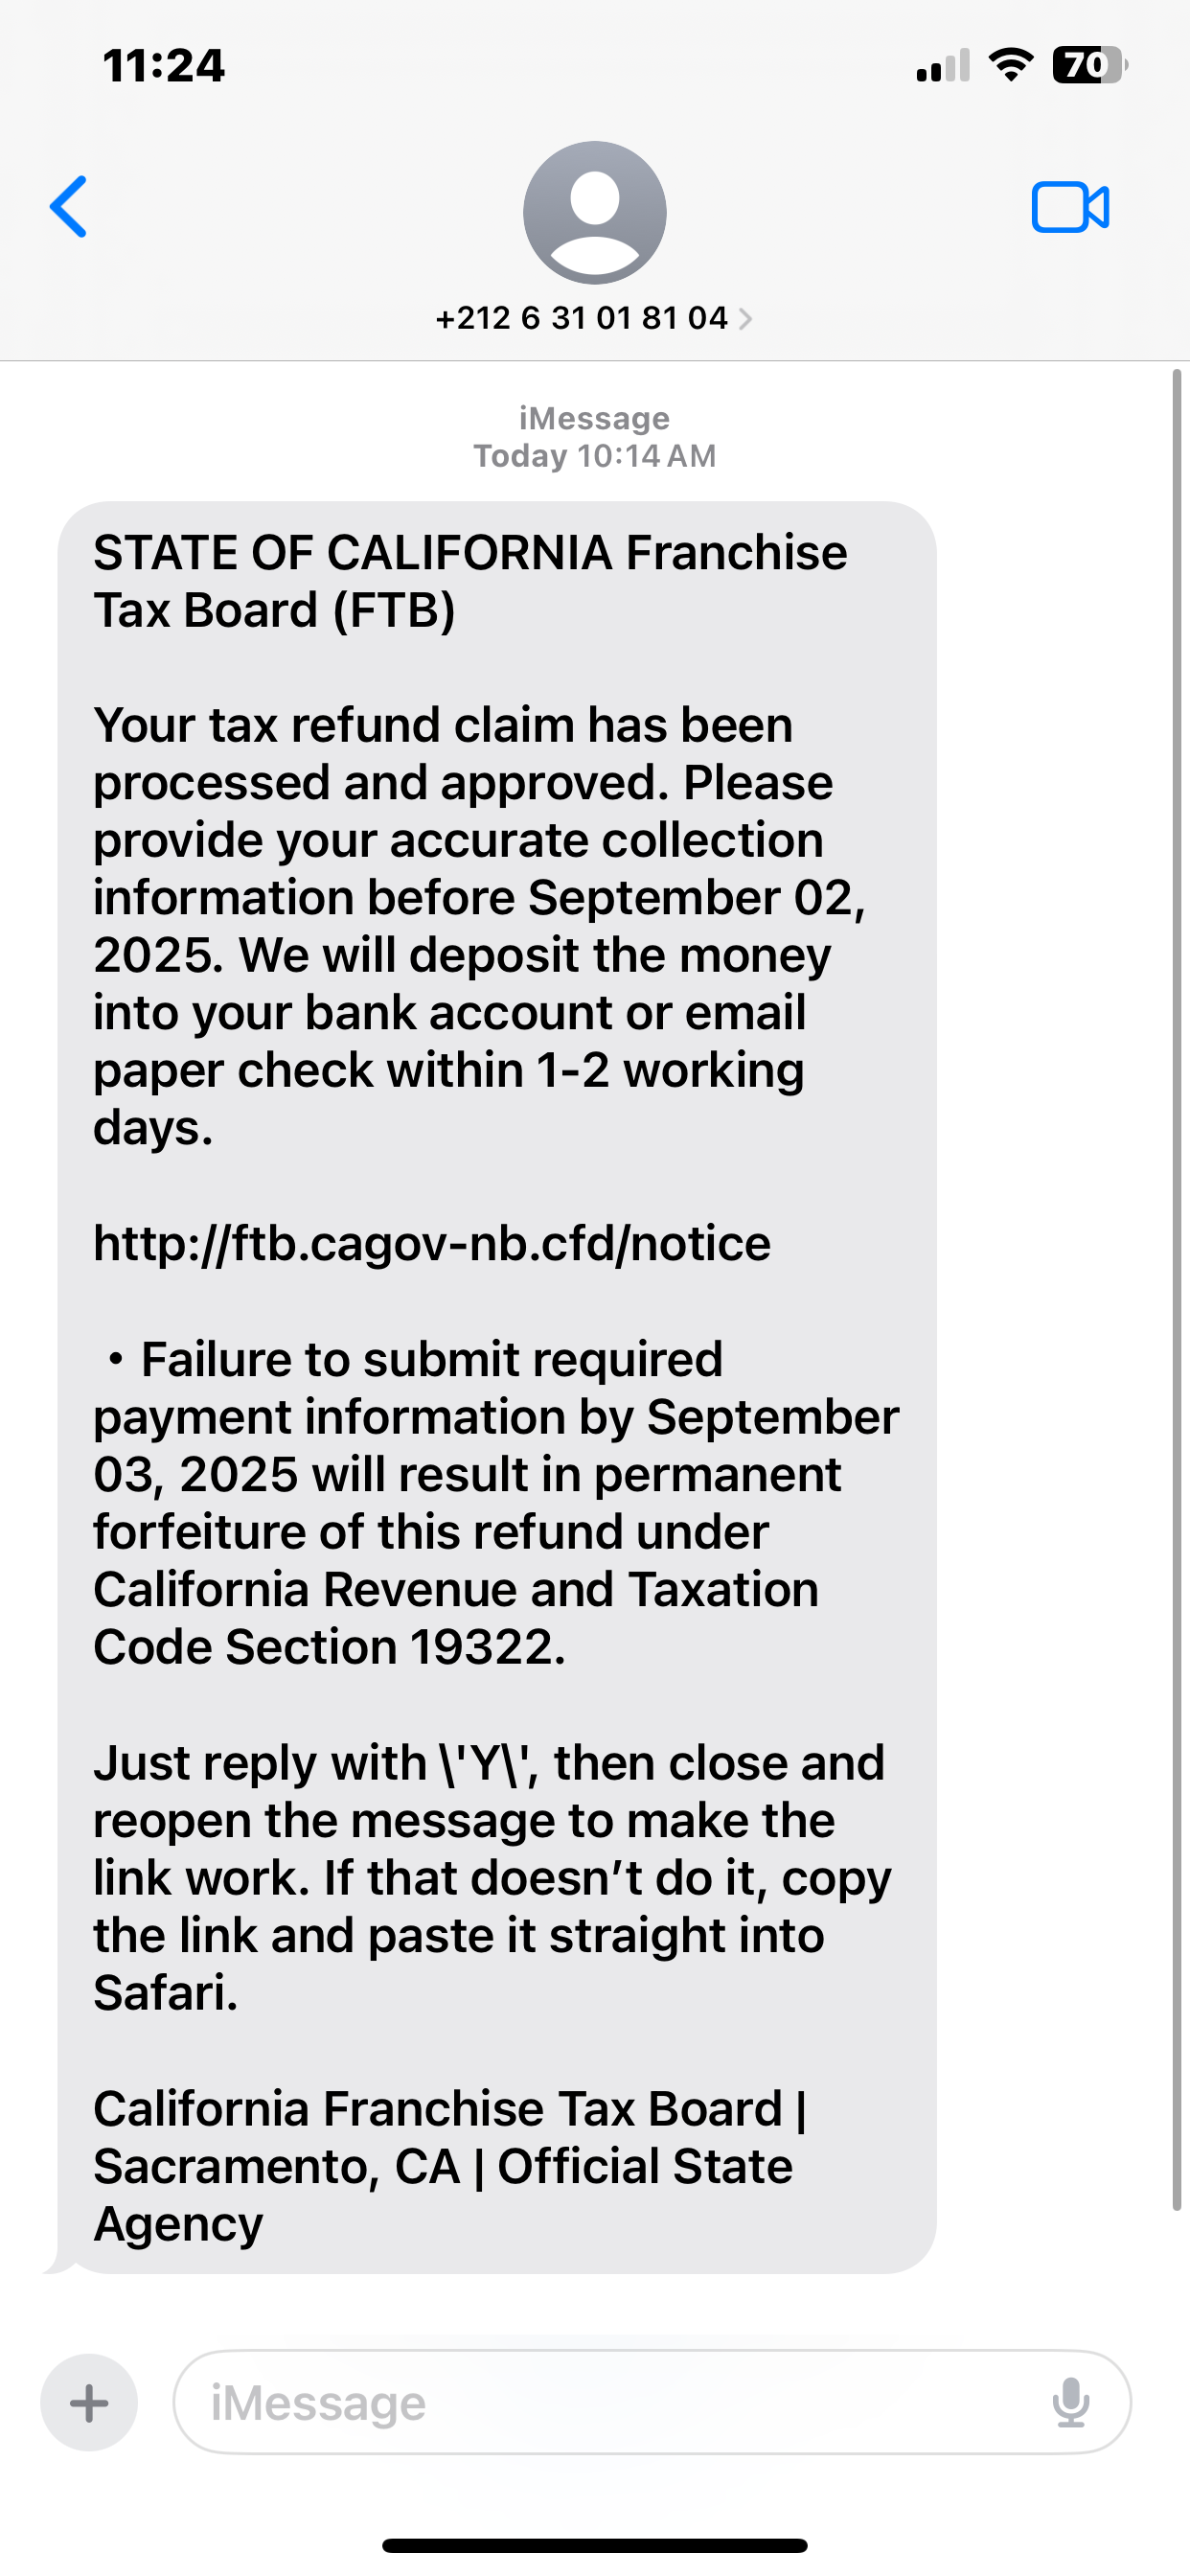 11:24
70
+212 6 31 01 81 04
iMessage
Today 10:14 AM
STATE OF CALIFORNIA Franchise
Tax Board (FTB)
Your tax refund claim has been
processed and approved. Please
provide your accurate collection
information before September 02,
2025. We will deposit the money
into your bank account or email
paper check within 1-2 working
days.
http://ftb.cagov-nb.cfd/notice
• Failure to submit required
payment information by September
03, 2025 will result in permanent
forfeiture of this refund under
California Revenue and Taxation
Code Section 19322.
Just reply with \'Y\', then close and
reopen the message to make the
link work. If that doesn’t do it, copy
the link and paste it straight into
Safari.
California Franchise Tax Board |
Sacramento, CA | Official State
Agency
iMessage